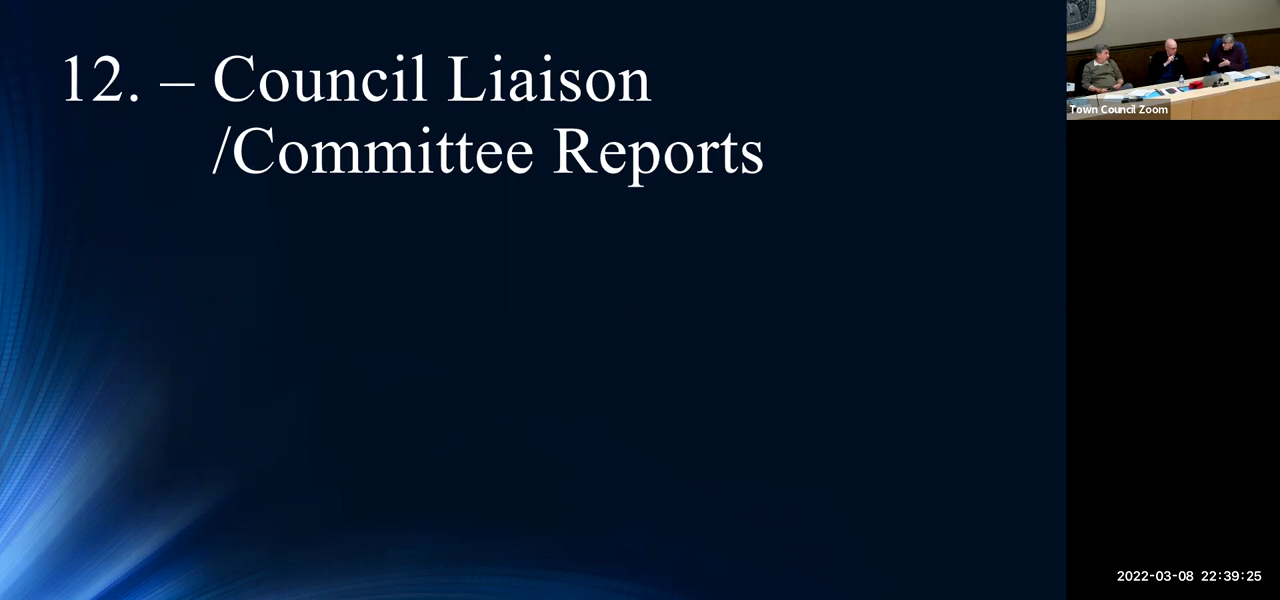 12. – Council Liaison
/Committee Reports
Town Council Zoom
2022-03-08 22:39:25